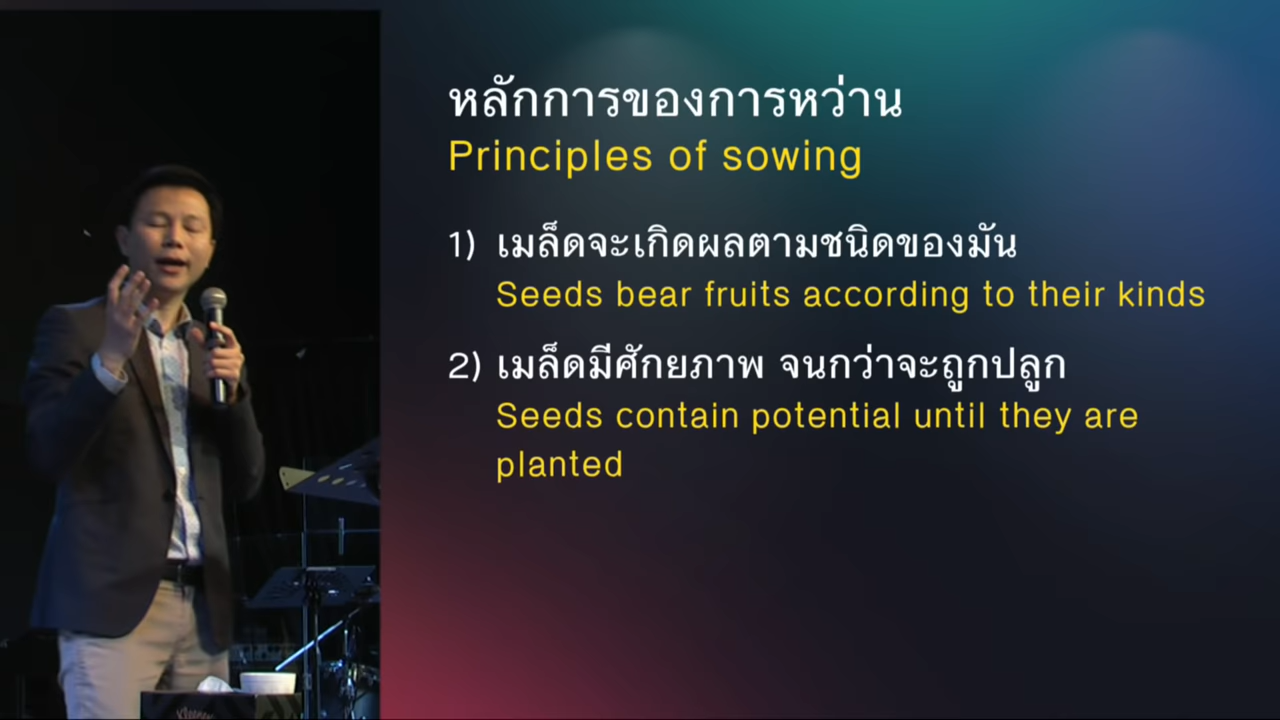 หลักการของการหว่าน
Principles of sowing
1) เมล็ดจะเกิดผลตามชนิดของมัน
Seeds bear fruits according to their kinds
2) เมล็ดมีศักยภาพ จนกว่าจะถูกปลูก
Seeds contain potential until they are
planted
Kleenex